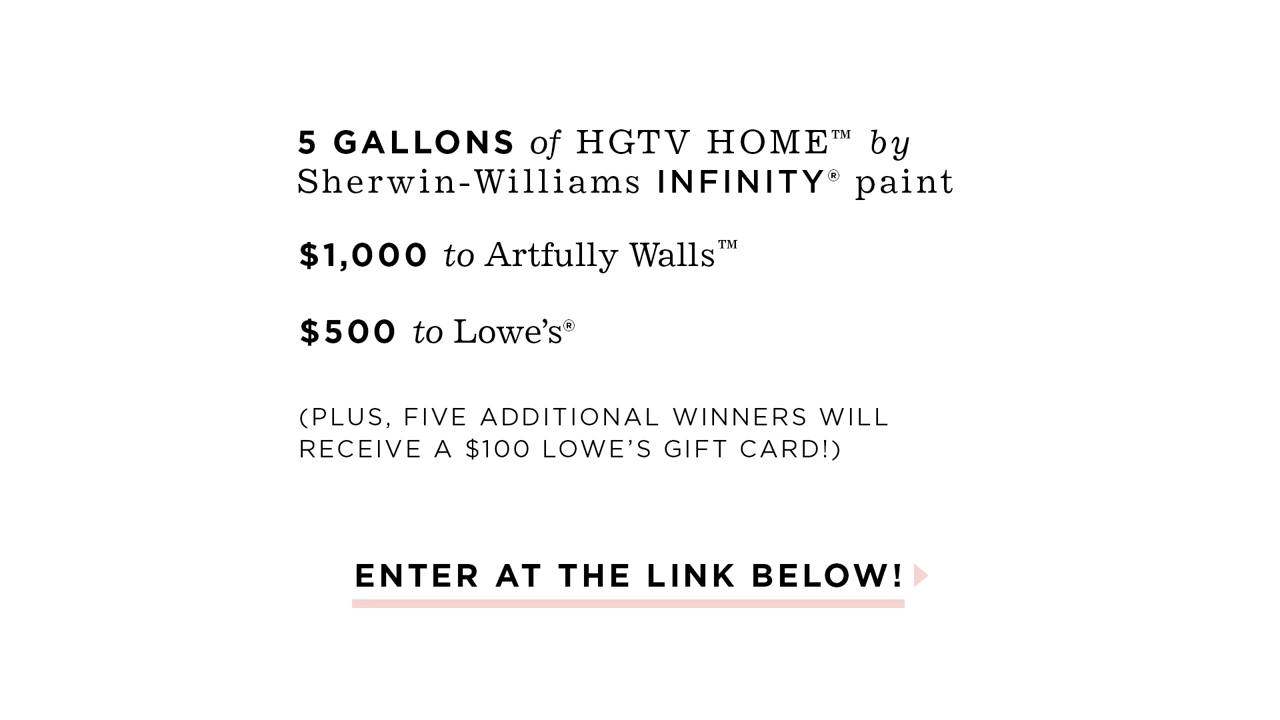 5 GALLONS of HGTV HOME™ by
Sherwin-Williams INFINITY® paint
$1,000 to Artfully Walls™
$500 to Lowe’s®
(PLUS, FIVE ADDITIONAL WINNERS WILL
RECEIVE A $100 LOWE’S GIFT CARD!)
ENTER AT THE LINK BELOW!